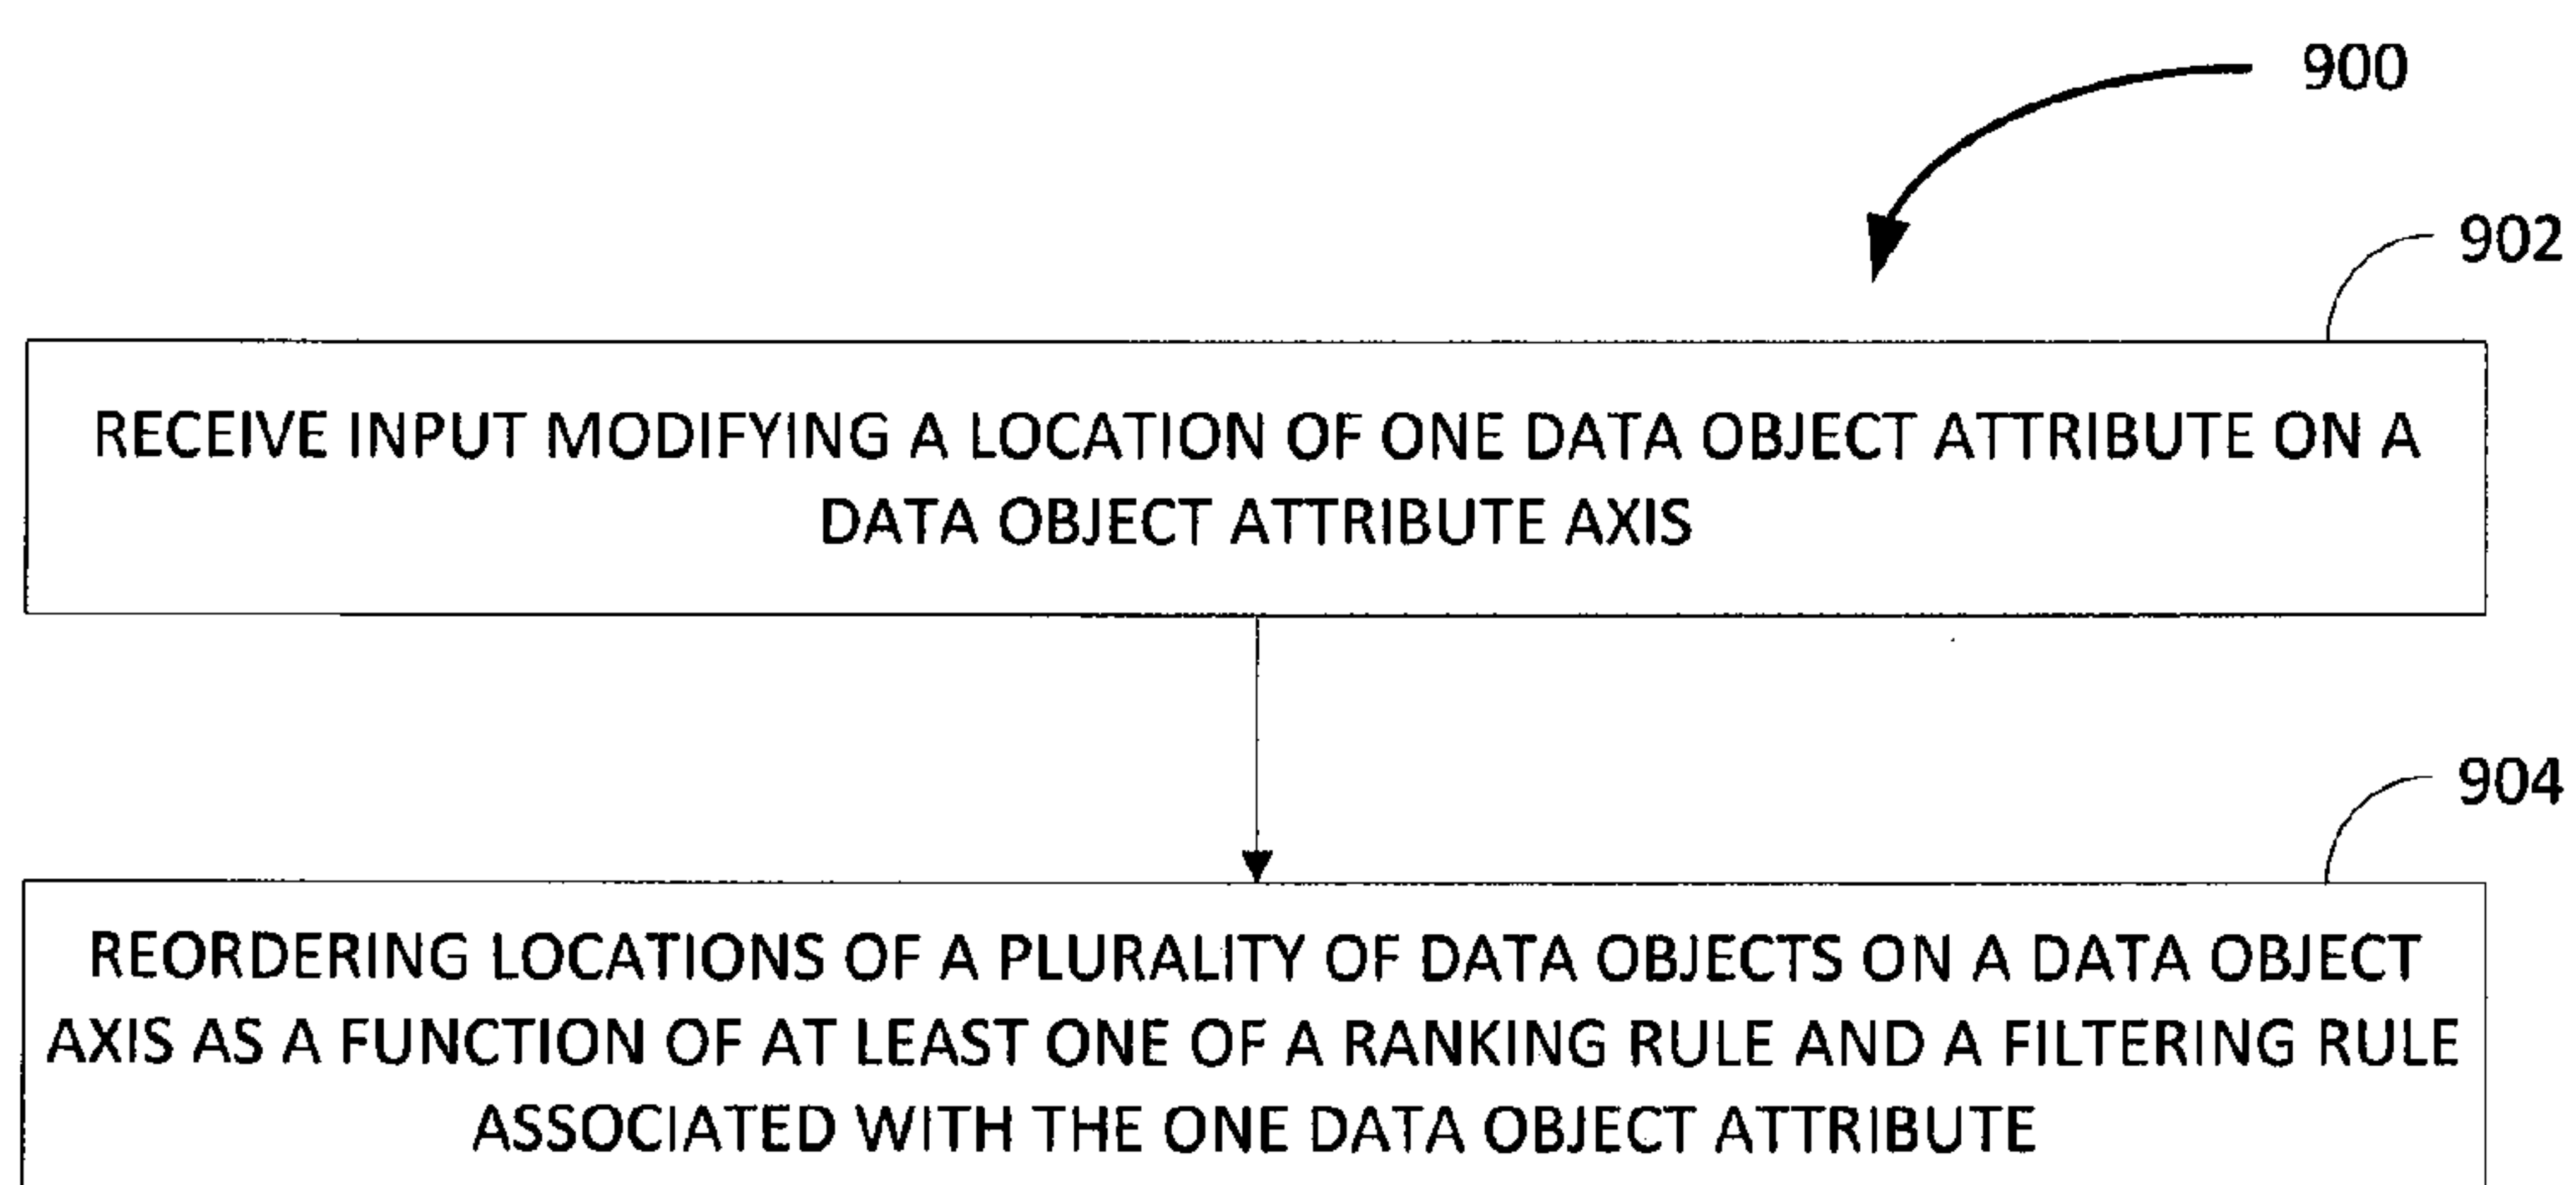 900
902
RECEIVE INPUT MODIFYING A LOCATION OF ONE DATA OBJECT ATTRIBUTE ON A
DATA OBJECT ATTRIBUTE AXIS
904
REORDERING LOCATIONS OF A PLURALITY OF DATA OBJECTS ON A DATA OBJECT
AXIS AS A FUNCTION OF AT LEAST ONE OF A RANKING RULE AND A FILTERING RULE
ASSOCIATED WITH THE ONE DATA OBJECT ATTRIBUTE